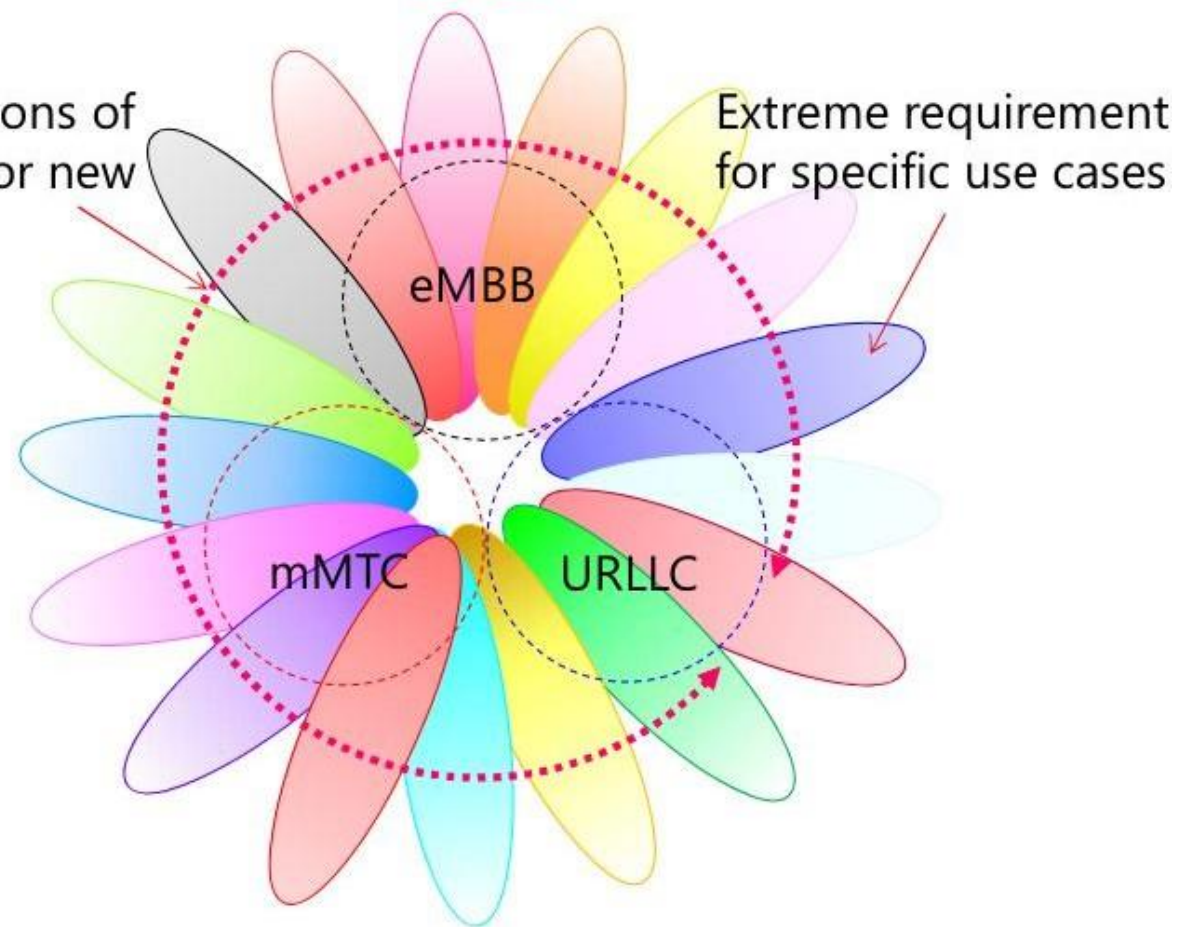 ons of
or new
Extreme requirement
for specific use cases
eMBB
mMTC
URLLC